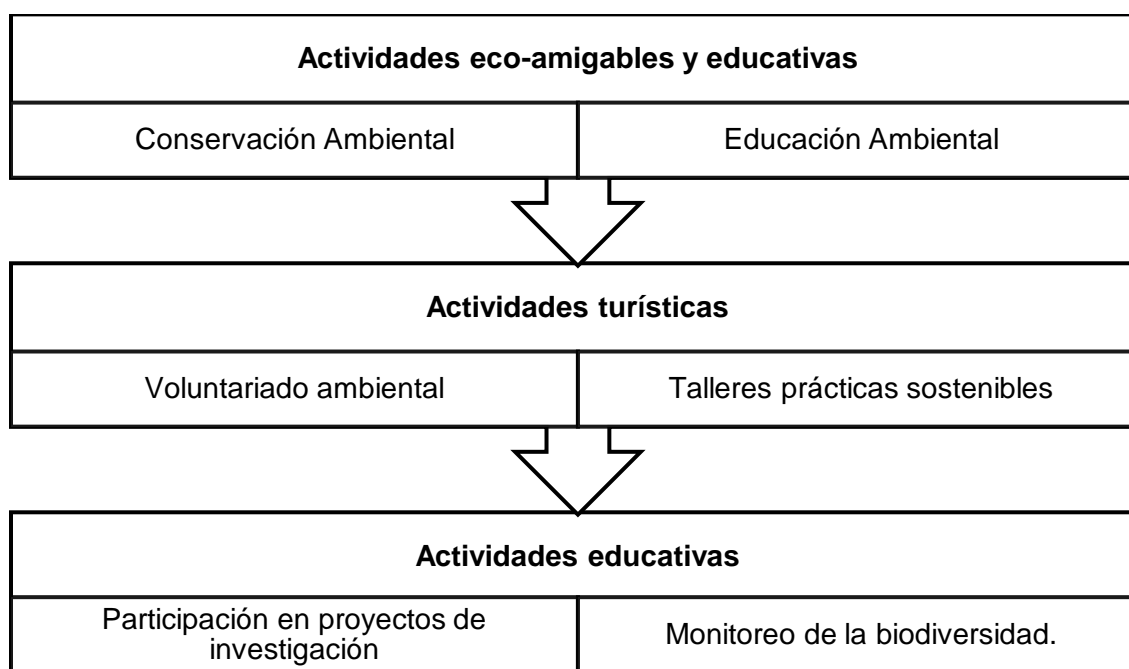 Actividades eco-amigables y educativas
Conservación Ambiental
Educación Ambiental
Actividades turísticas
Voluntariado ambiental
Talleres prácticas sostenibles
Actividades educativas
Participación en proyectos de
investigación
Monitoreo de la biodiversidad.